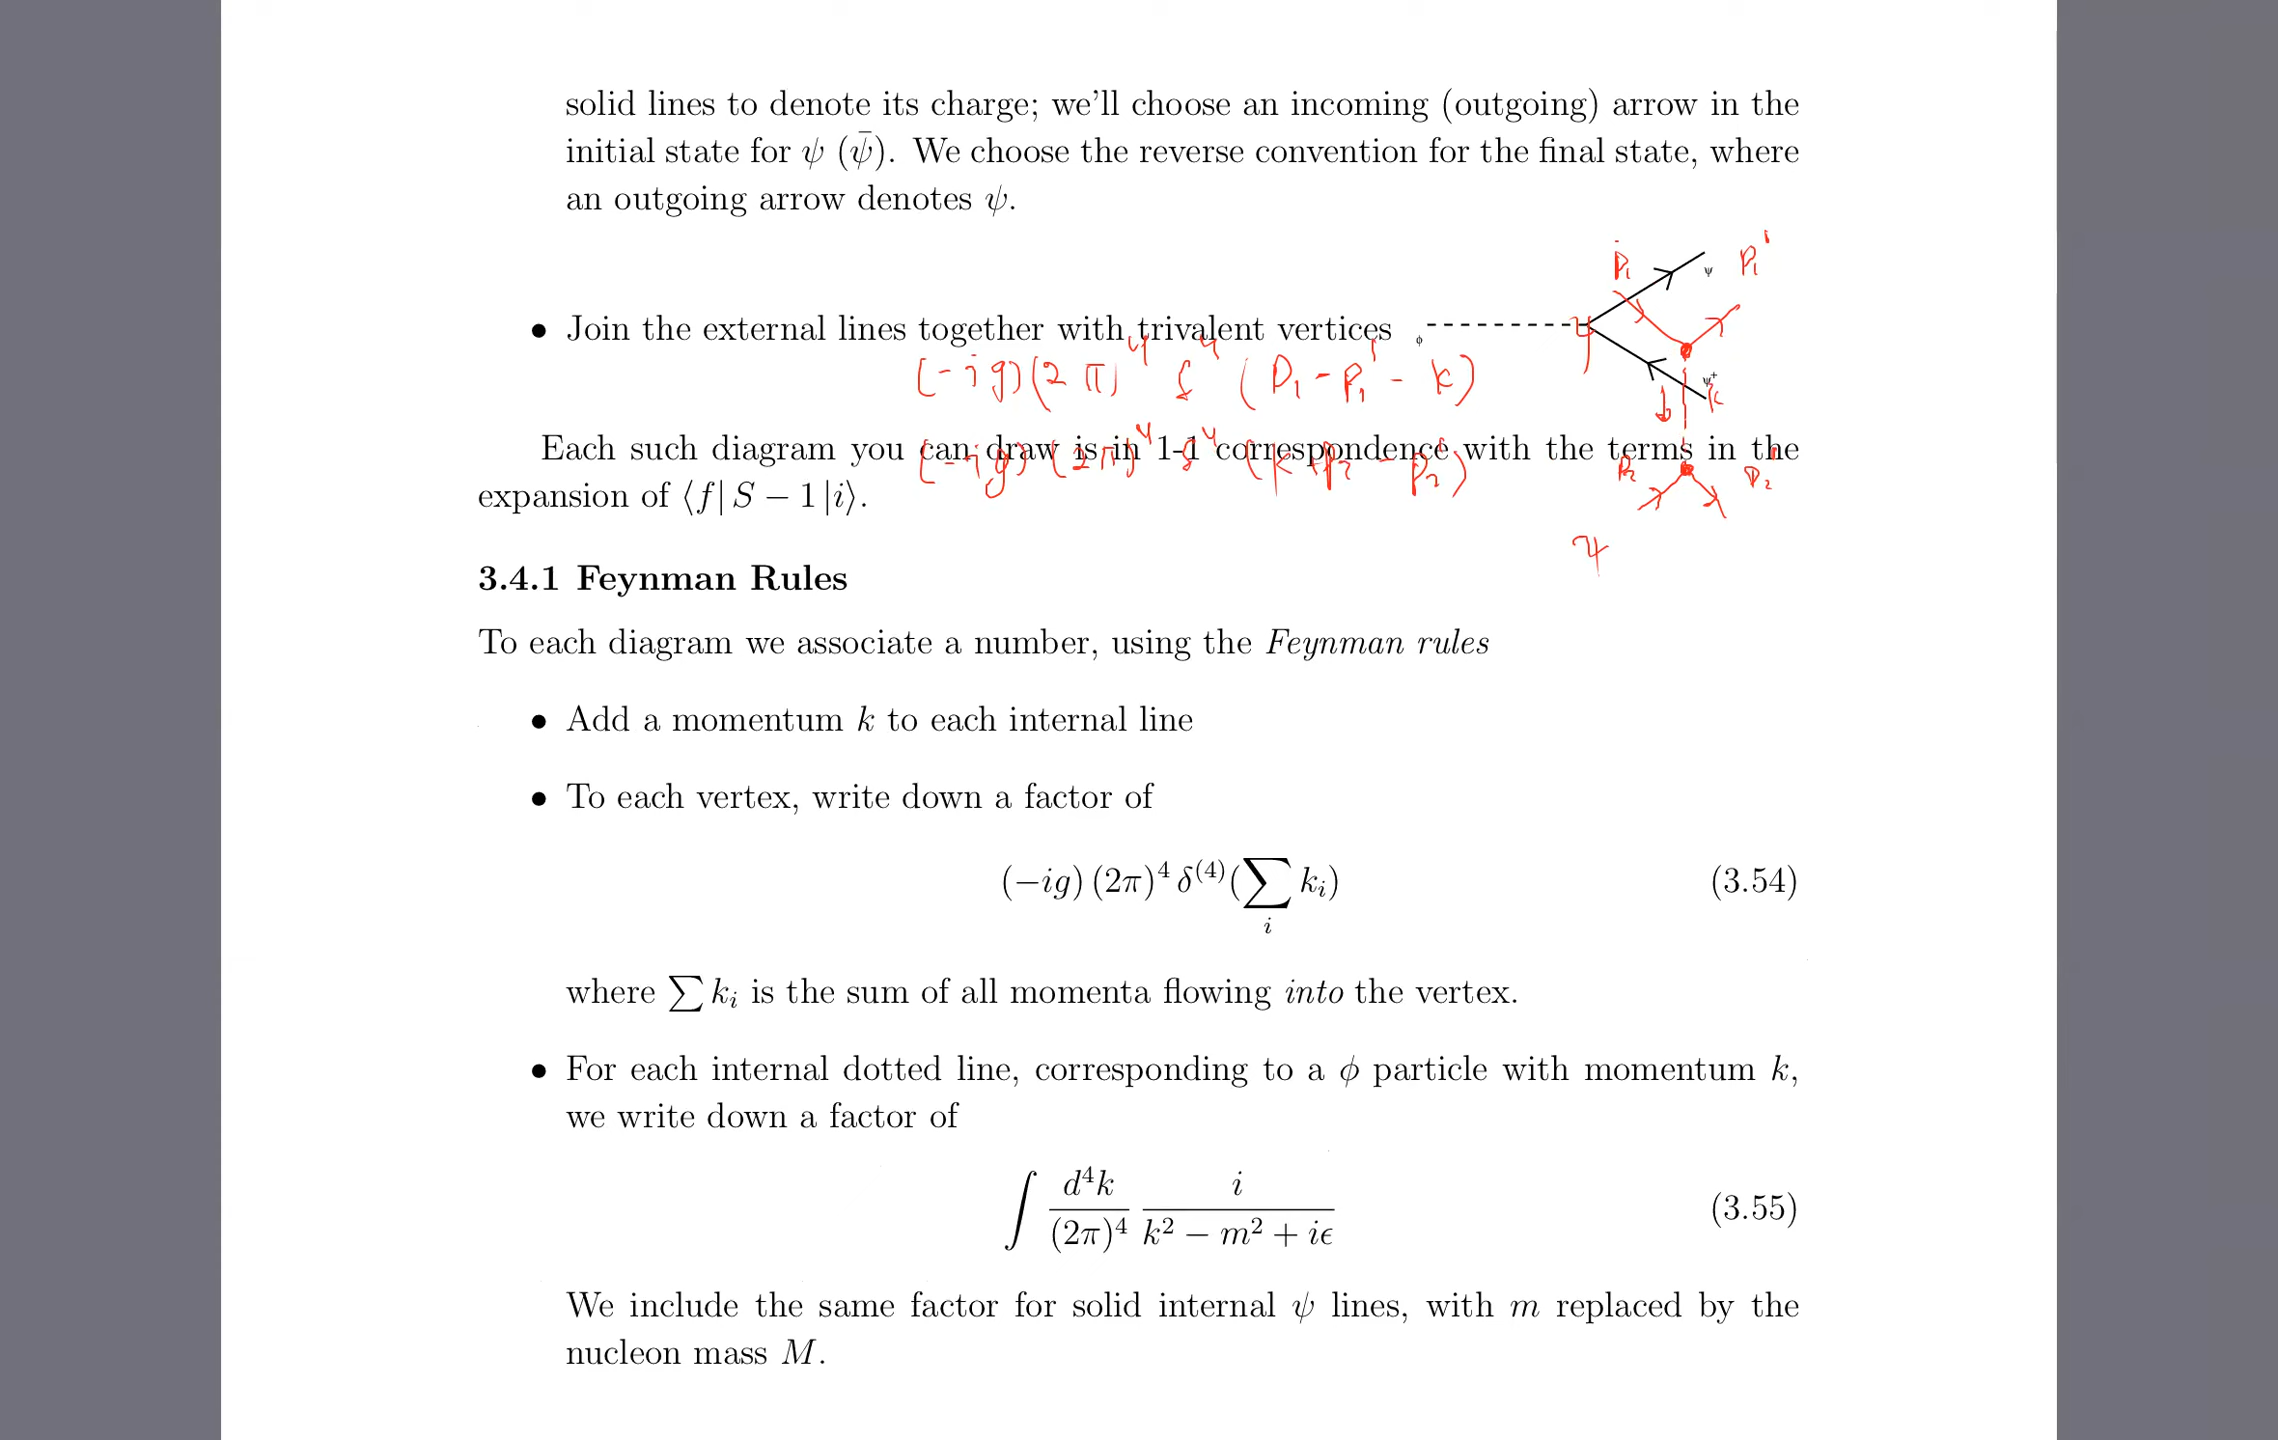 solid lines to denote its charge; we'll choose an incoming (outgoing) arrow in the
initial state for ψ (ψ̄). We choose the reverse convention for the final state, where
an outgoing arrow denotes ψ.
p₁ ψ p₁'
• Join the external lines together with trivalent vertices ϕ ψ
(-ig)(2π)⁴ δ⁴ (p₁ - p₁' - k) ψ† k
Each such diagram you can draw is in 1-1 correspondence with the terms in the
(-ig)(2π)⁴ δ⁴ (k + p₂ - p₂') p₂ p₂'
expansion of ⟨f| S − 1 |i⟩.
ψ
3.4.1 Feynman Rules
To each diagram we associate a number, using the Feynman rules
• Add a momentum k to each internal line
• To each vertex, write down a factor of
(−ig) (2π)⁴ δ⁽⁴⁾(∑ᵢ kᵢ) (3.54)
where ∑ kᵢ is the sum of all momenta flowing into the vertex.
• For each internal dotted line, corresponding to a ϕ particle with momentum k,
we write down a factor of
∫ d⁴k/(2π)⁴ i/(k² − m² + iϵ) (3.55)
We include the same factor for solid internal ψ lines, with m replaced by the
nucleon mass M.